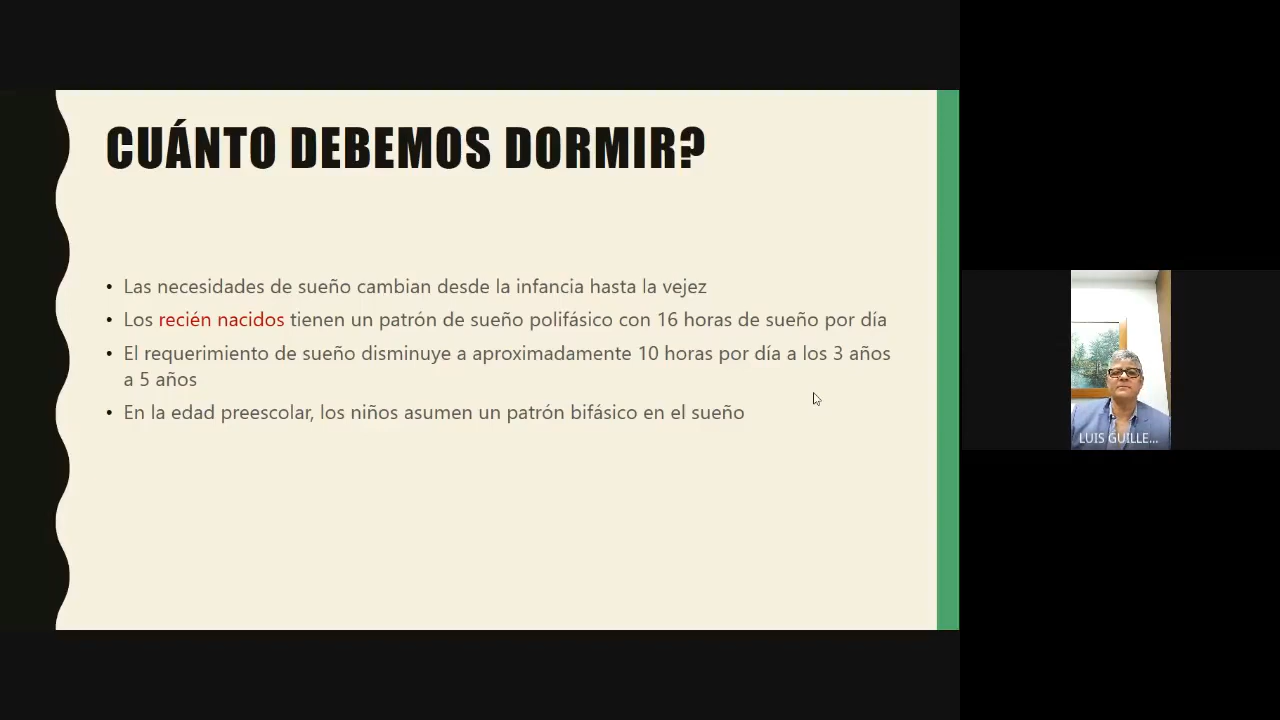 CUÁNTO DEBEMOS DORMIR?
• Las necesidades de sueño cambian desde la infancia hasta la vejez
• Los recién nacidos tienen un patrón de sueño polifásico con 16 horas de sueño por día
• El requerimiento de sueño disminuye a aproximadamente 10 horas por día a los 3 años
a 5 años
• En la edad preescolar, los niños asumen un patrón bifásico en el sueño
LUIS GUILLE...